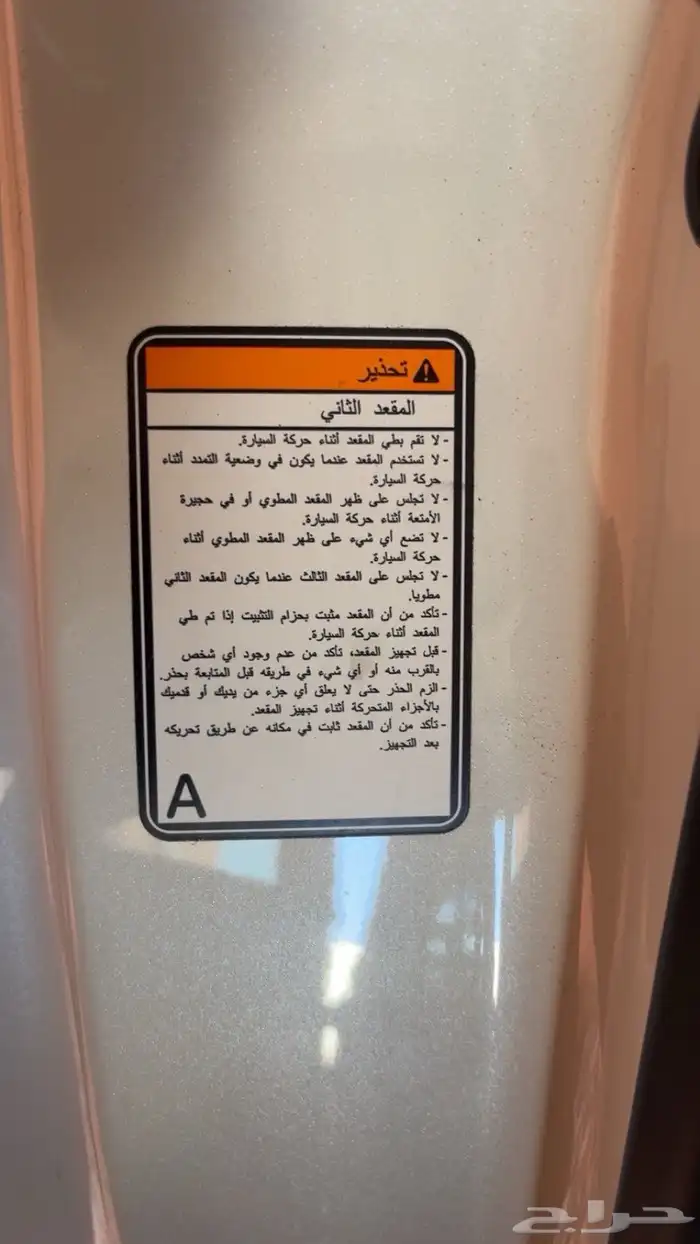 تحذير
المقعد الثاني
- لا تقم بطي المقعد أثناء حركة السيارة.
- لا تستخدم المقعد عندما يكون في وضعية التمدد أثناء
حركة السيارة.
- لا تجلس على ظهر المقعد المطوي أو في حجيرة
الأمتعة أثناء حركة السيارة.
- لا تضع أي شيء على ظهر المقعد المطوي أثناء
حركة السيارة.
- لا تجلس على المقعد الثالث عندما يكون المقعد الثاني
مطويا.
- تأكد من أن المقعد مثبت بحزام التثبيت إذا تم طي
المقعد أثناء حركة السيارة.
- قبل تجهيز المقعد، تأكد من عدم وجود أي شخص
بالقرب منه أو أي شيء في طريقه قبل المتابعة بحذر.
- الزم الحذر حتى لا يعلق أي جزء من يديك أو قدميك
بالأجزاء المتحركة أثناء تجهيز المقعد.
- تأكد من أن المقعد ثابت في مكانه عن طريق تحريكه
بعد التجهيز.
A
حراج